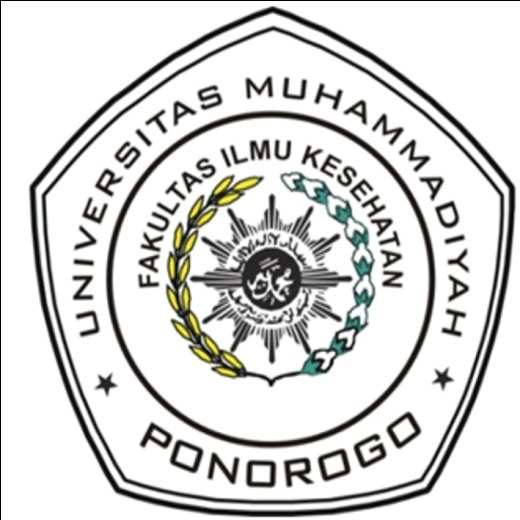 UNIVERSITAS MUHAMMADIYAH
FAKULTAS ILMU KESEHATAN
PONOROGO